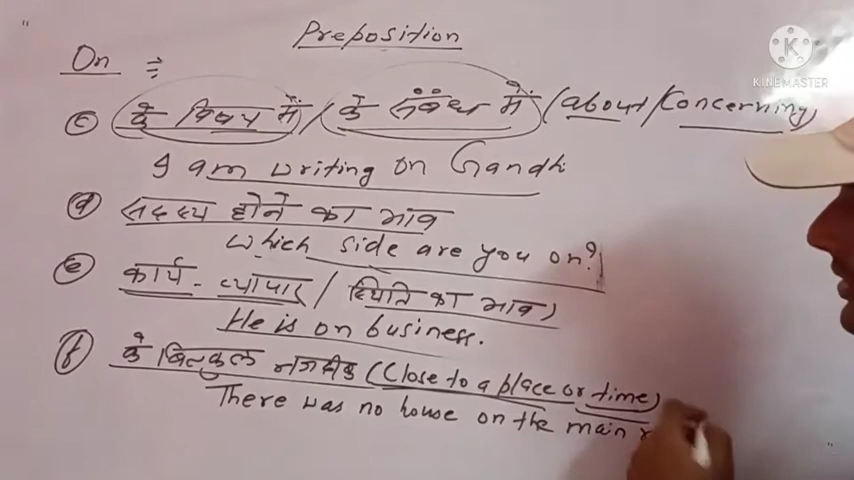 Preposition
On ⇒
KINEMASTER
(c) के विषय में / के संबंध में (about/Concerning)
I am writing on Gandhi
(d) सदस्य होने का भाव
Which side are you on?
(e) कार्य-व्यापार / स्थिति का भाव)
He is on business.
(f) के बिल्कुल नजदीक (Close to a place or time)
There was no house on the main